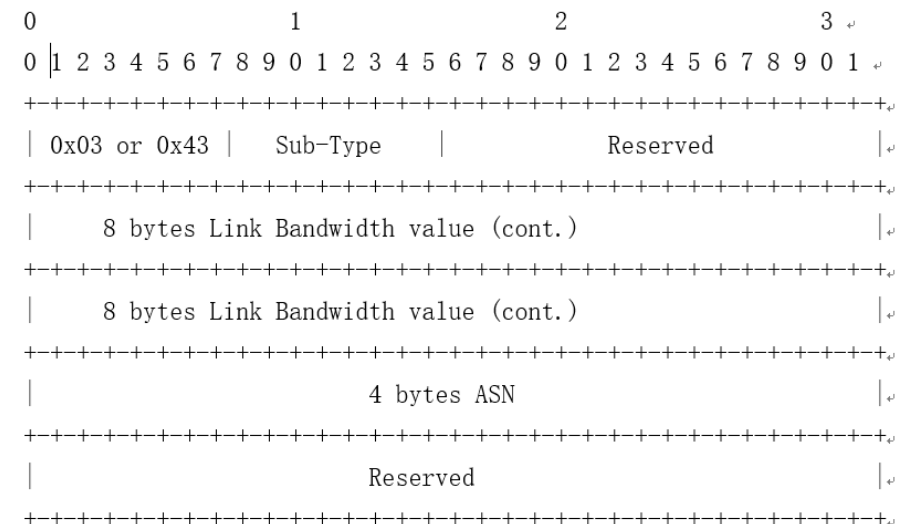 0                   1                   2                   3
0 1 2 3 4 5 6 7 8 9 0 1 2 3 4 5 6 7 8 9 0 1 2 3 4 5 6 7 8 9 0 1
+-+-+-+-+-+-+-+-+-+-+-+-+-+-+-+-+-+-+-+-+-+-+-+-+-+-+-+-+-+-+-+-+
| 0x03 or 0x43 |   Sub-Type    |            Reserved            |
+-+-+-+-+-+-+-+-+-+-+-+-+-+-+-+-+-+-+-+-+-+-+-+-+-+-+-+-+-+-+-+-+
|     8 bytes Link Bandwidth value (cont.)                       |
+-+-+-+-+-+-+-+-+-+-+-+-+-+-+-+-+-+-+-+-+-+-+-+-+-+-+-+-+-+-+-+-+
|     8 bytes Link Bandwidth value (cont.)                       |
+-+-+-+-+-+-+-+-+-+-+-+-+-+-+-+-+-+-+-+-+-+-+-+-+-+-+-+-+-+-+-+-+
|                         4 bytes ASN                            |
+-+-+-+-+-+-+-+-+-+-+-+-+-+-+-+-+-+-+-+-+-+-+-+-+-+-+-+-+-+-+-+-+
|                         Reserved                               |
+-+-+-+-+-+-+-+-+-+-+-+-+-+-+-+-+-+-+-+-+-+-+-+-+-+-+-+-+-+-+-+-+